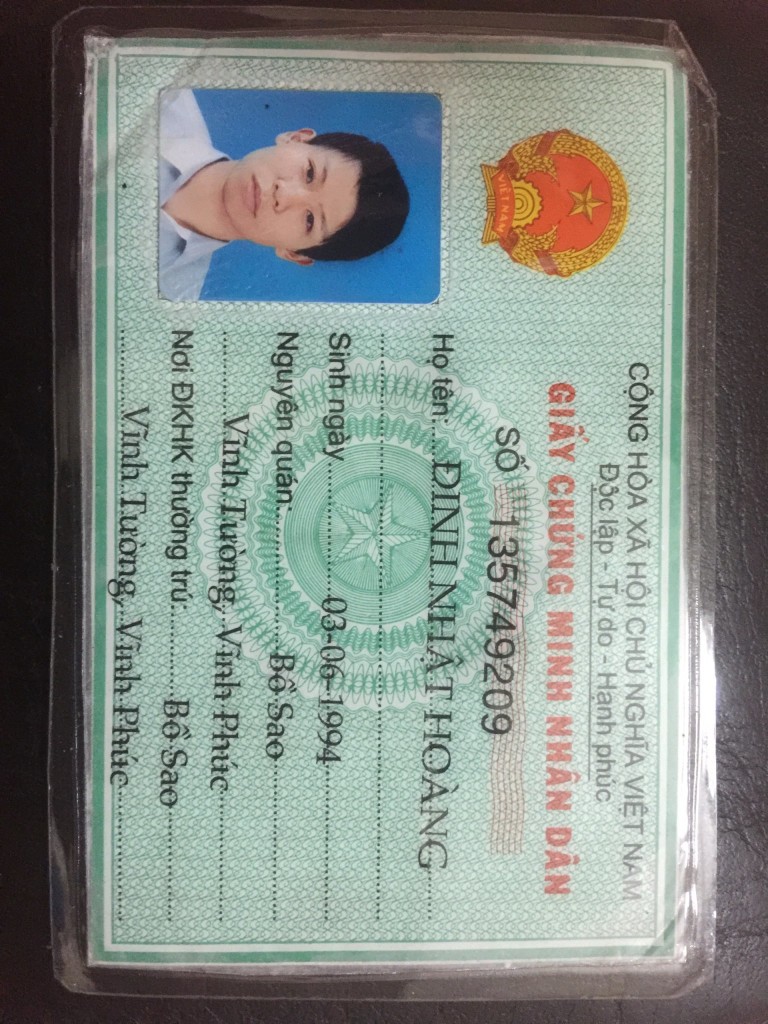 CỘNG HÒA XÃ HỘI CHỦ NGHĨA VIỆT NAM
Độc lập - Tự do - Hạnh phúc
GIẤY CHỨNG MINH NHÂN DÂN
SỐ 135749209
Họ tên: ĐINH NHẬT HOÀNG
Sinh ngày 03-06-1994
Nguyên quán: Bồ Sao
Vĩnh Tường, Vĩnh Phúc
Nơi ĐKHK thường trú: Bồ Sao
Vĩnh Tường, Vĩnh Phúc
VIỆT NAM